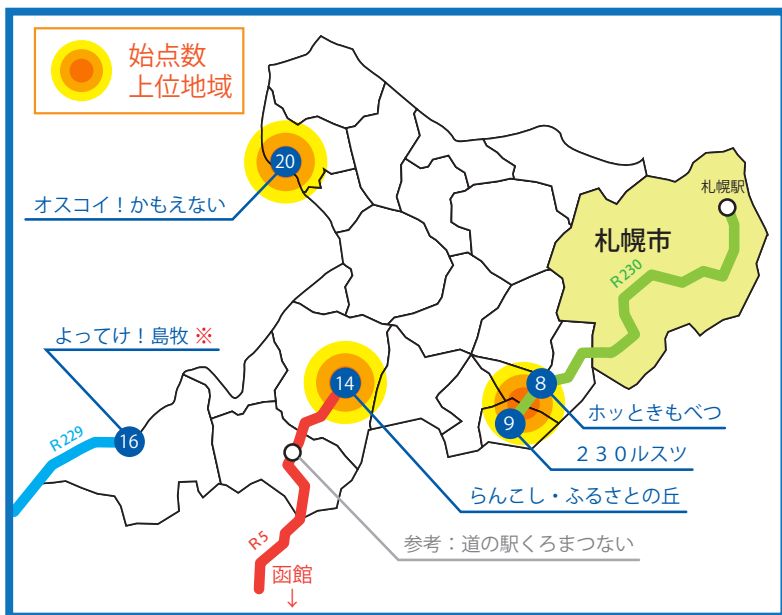 始点数
上位地域
20
オスコイ！かもえない
札幌駅
札幌市
R230
よってけ！島牧 ※
14
8
ホッときもべつ
9
２３０ルスツ
R229
16
らんこし・ふるさとの丘
参考：道の駅くろまつない
R5
函館
↓